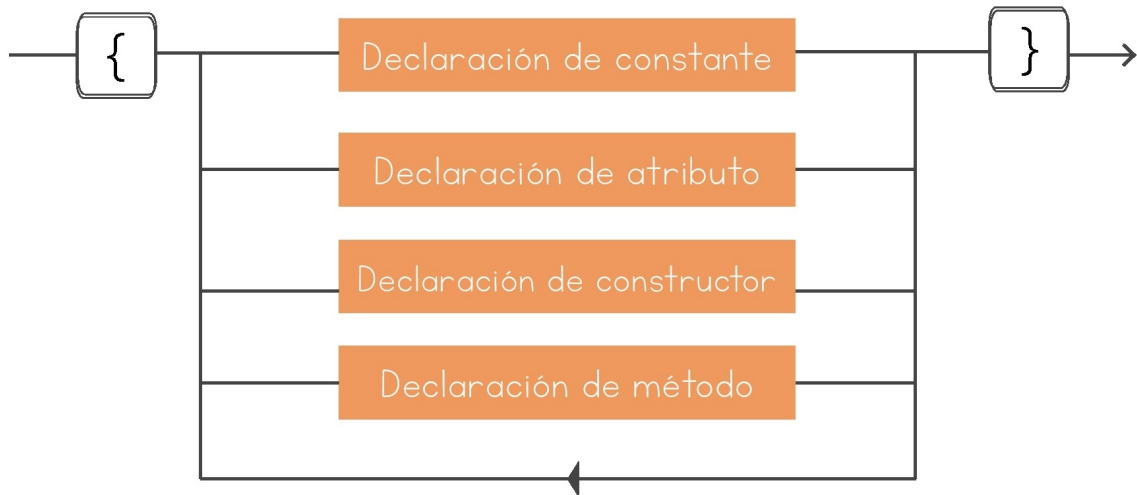 {
Declaración de constante
}
Declaración de atributo
Declaración de constructor
Declaración de método